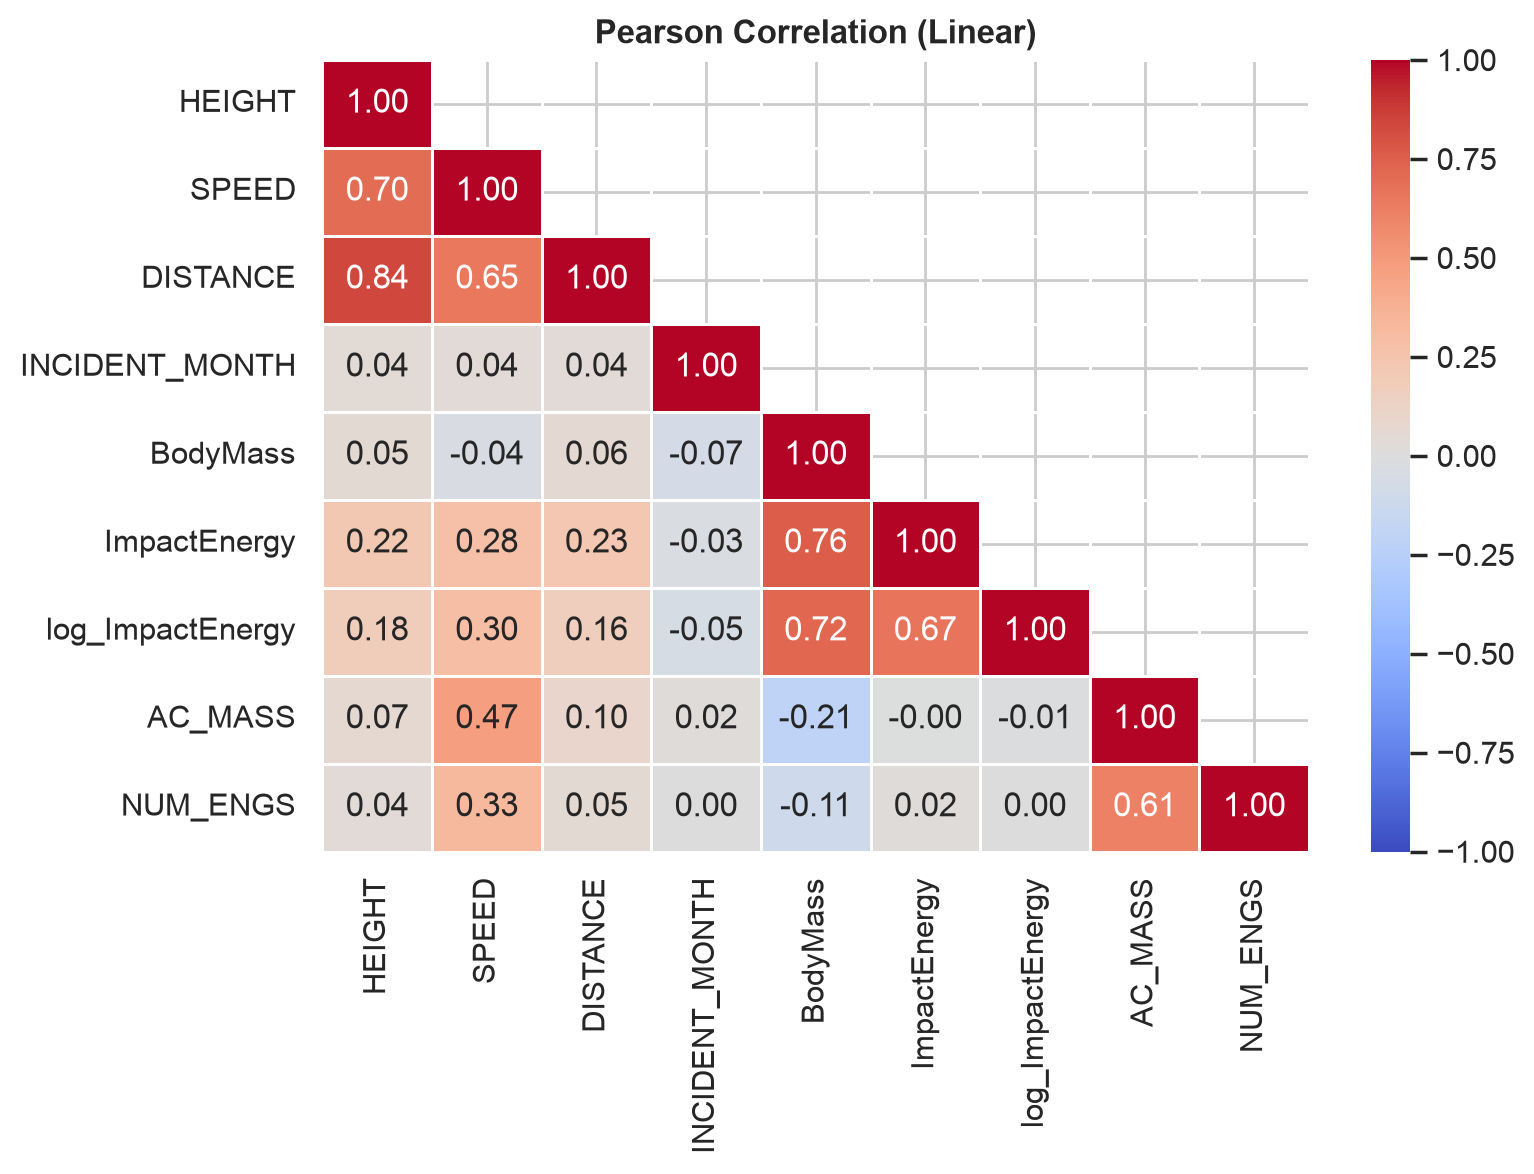 Pearson Correlation (Linear)
HEIGHT 1.00
SPEED 0.70 1.00
DISTANCE 0.84 0.65 1.00
INCIDENT_MONTH 0.04 0.04 0.04 1.00
BodyMass 0.05 -0.04 0.06 -0.07 1.00
ImpactEnergy 0.22 0.28 0.23 -0.03 0.76 1.00
log_ImpactEnergy 0.18 0.30 0.16 -0.05 0.72 0.67 1.00
AC_MASS 0.07 0.47 0.10 0.02 -0.21 -0.00 -0.01 1.00
NUM_ENGS 0.04 0.33 0.05 0.00 -0.11 0.02 0.00 0.61 1.00
HEIGHT
SPEED
DISTANCE
INCIDENT_MONTH
BodyMass
ImpactEnergy
log_ImpactEnergy
AC_MASS
NUM_ENGS
1.00
0.75
0.50
0.25
0.00
−0.25
−0.50
−0.75
−1.00